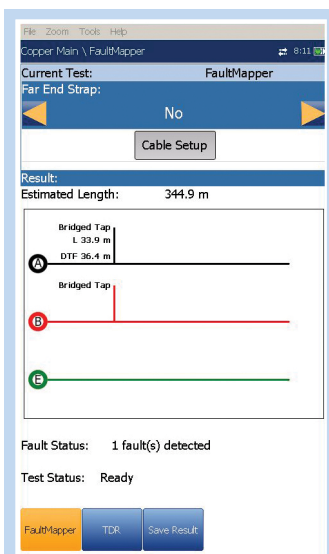 File Zoom Tools Help
Copper Main \ FaultMapper 8:11
Current Test: FaultMapper
Far End Strap:
No
Cable Setup
Result:
Estimated Length: 344.9 m
Bridged Tap
L 33.9 m
DTF 36.4 m
A
Bridged Tap
B
E
Fault Status: 1 fault(s) detected
Test Status: Ready
FaultMapper TDR Save Result